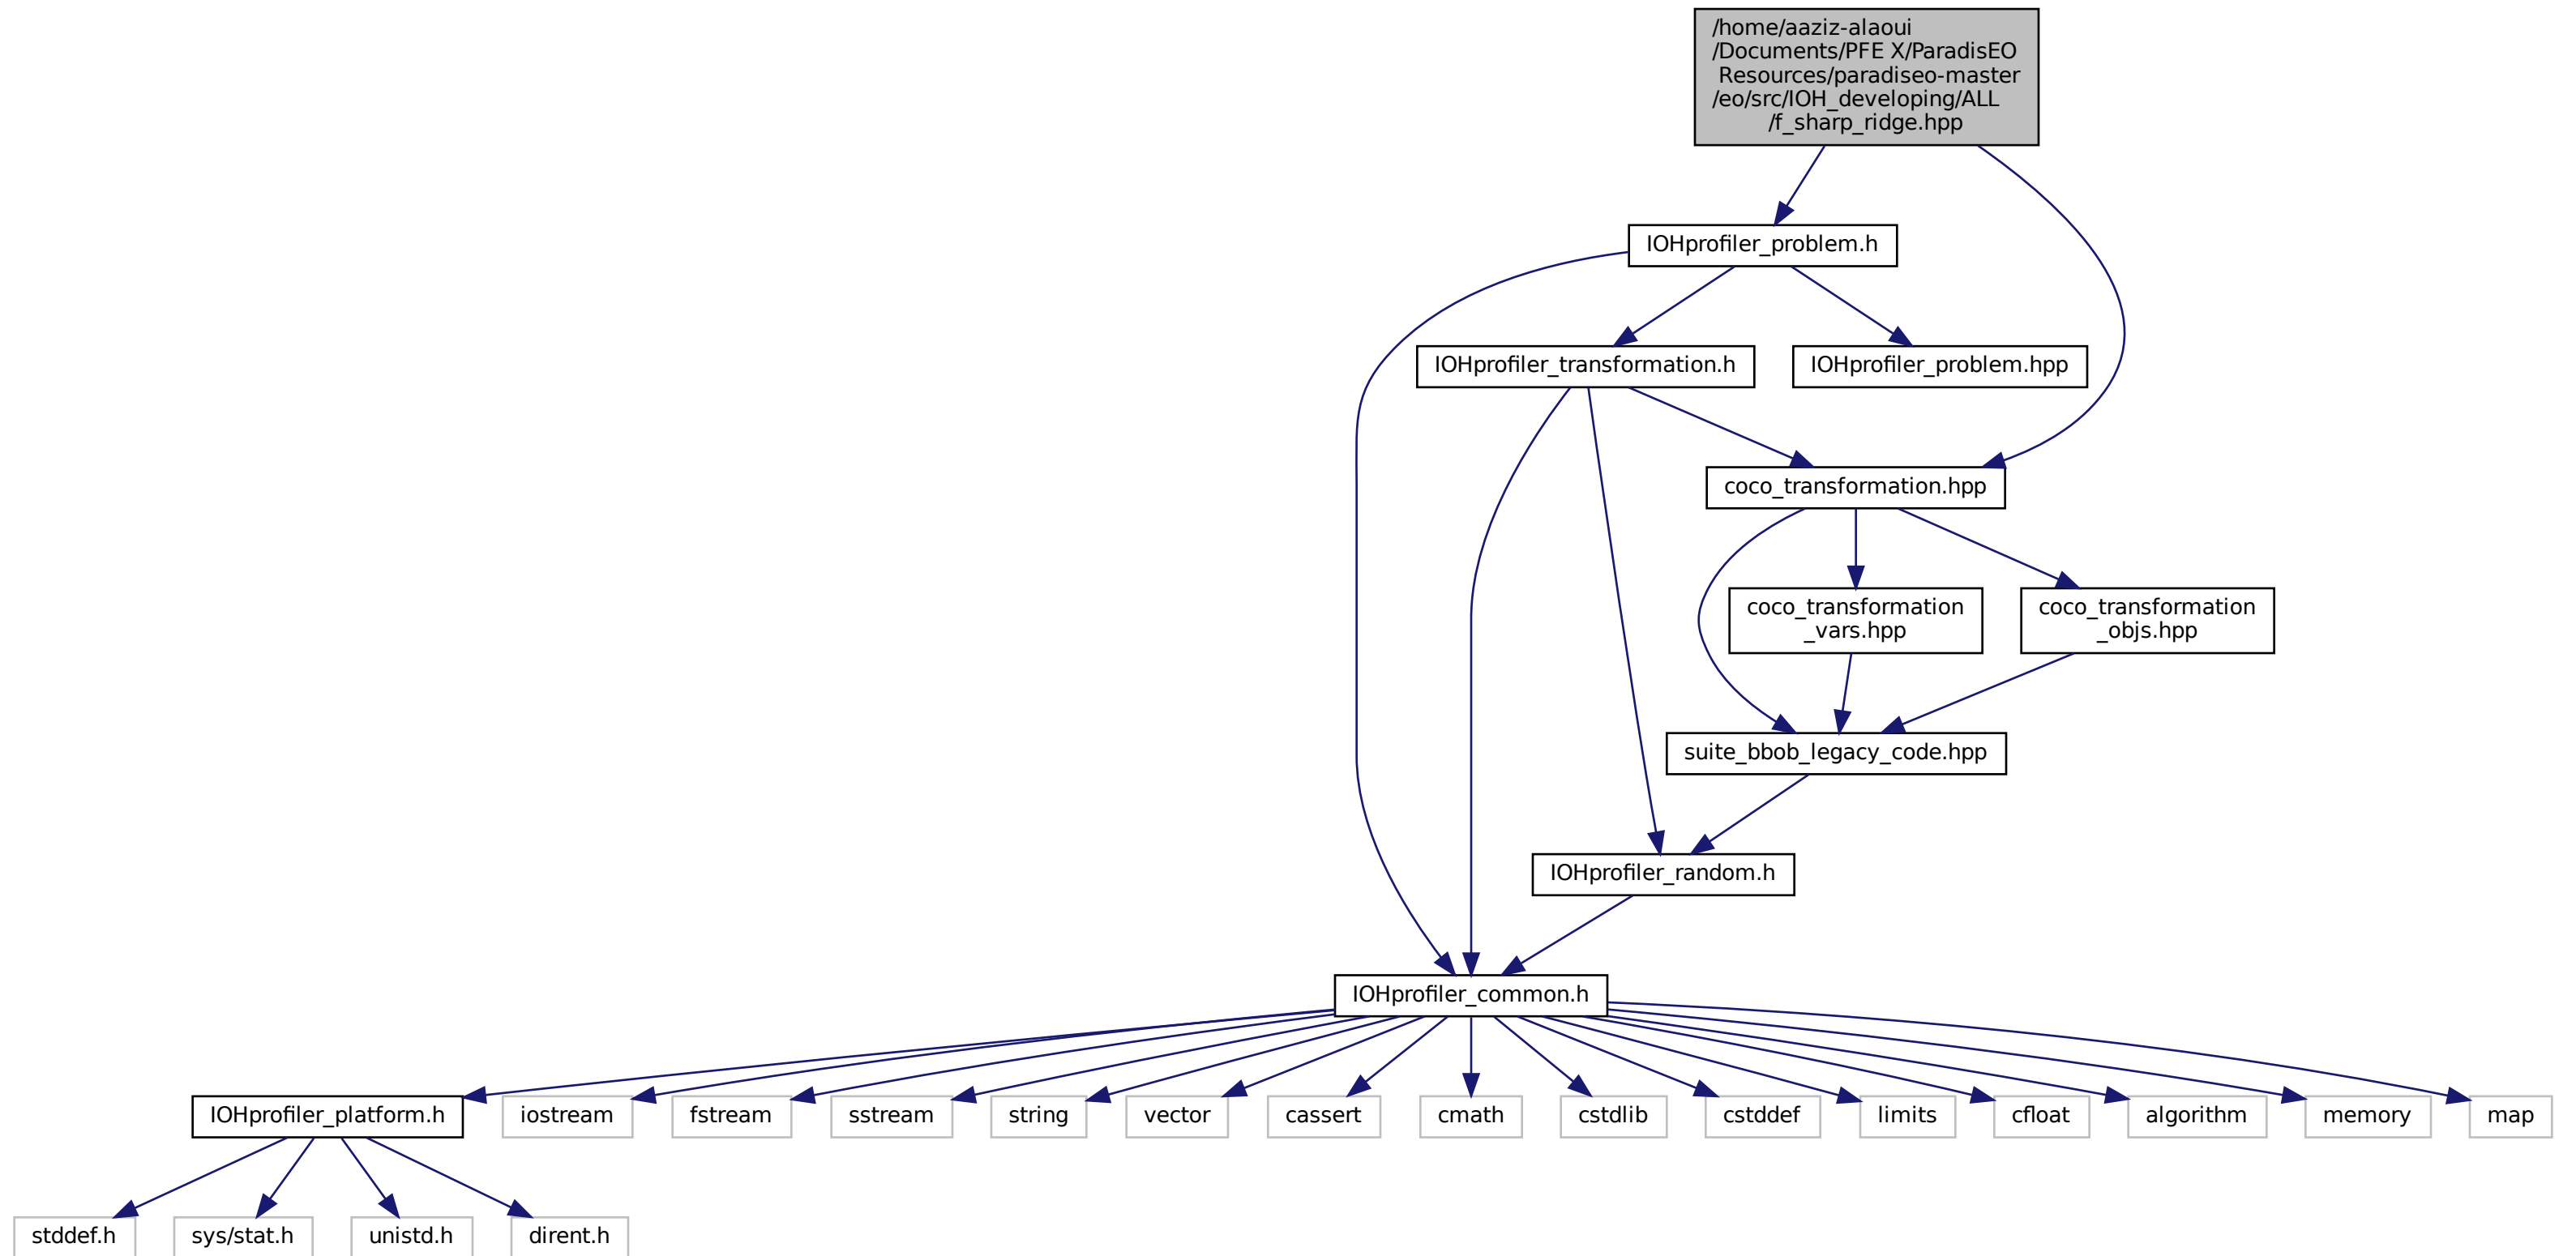 /home/aaziz-alaoui
/Documents/PFE X/ParadisEO
Resources/paradiseo-master
/eo/src/IOH_developing/ALL
/f_sharp_ridge.hpp
IOHprofiler_problem.h
IOHprofiler_transformation.h
IOHprofiler_problem.hpp
coco_transformation.hpp
coco_transformation
_vars.hpp
coco_transformation
_objs.hpp
suite_bbob_legacy_code.hpp
IOHprofiler_random.h
IOHprofiler_common.h
IOHprofiler_platform.h
iostream
fstream
sstream
string
vector
cassert
cmath
cstdlib
cstddef
limits
cfloat
algorithm
memory
map
stddef.h
sys/stat.h
unistd.h
dirent.h